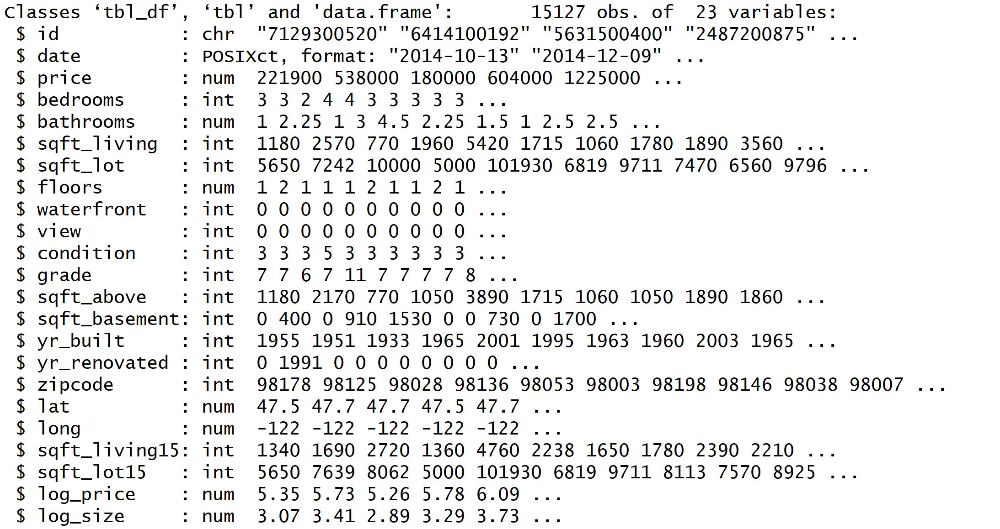 Classes ‘tbl_df’, ‘tbl’ and 'data.frame':	15127 obs. of  23 variables:
 $ id           : chr  "7129300520" "6414100192" "5631500400" "2487200875" ...
 $ date         : POSIXct, format: "2014-10-13" "2014-12-09" ...
 $ price        : num  221900 538000 180000 604000 1225000 ...
 $ bedrooms     : int  3 3 2 4 4 3 3 3 3 3 ...
 $ bathrooms    : num  1 2.25 1 3 4.5 2.25 1.5 1 2.5 2.5 ...
 $ sqft_living  : int  1180 2570 770 1960 5420 1715 1060 1780 1890 3560 ...
 $ sqft_lot     : int  5650 7242 10000 5000 101930 6819 9711 7470 6560 9796 ...
 $ floors       : num  1 2 1 1 1 2 1 1 2 1 ...
 $ waterfront   : int  0 0 0 0 0 0 0 0 0 0 ...
 $ view         : int  0 0 0 0 0 0 0 0 0 0 ...
 $ condition    : int  3 3 3 5 3 3 3 3 3 3 ...
 $ grade        : int  7 7 6 7 11 7 7 7 7 8 ...
 $ sqft_above   : int  1180 2170 770 1050 3890 1715 1060 1050 1890 1860 ...
 $ sqft_basement: int  0 400 0 910 1530 0 0 730 0 1700 ...
 $ yr_built     : int  1955 1951 1933 1965 2001 1995 1963 1960 2003 1965 ...
 $ yr_renovated : int  0 1991 0 0 0 0 0 0 0 0 ...
 $ zipcode      : int  98178 98125 98028 98136 98053 98003 98198 98146 98038 98007 ...
 $ lat          : num  47.5 47.7 47.7 47.5 47.7 ...
 $ long         : num  -122 -122 -122 -122 -122 ...
 $ sqft_living15: int  1340 1690 2720 1360 4760 2238 1650 1780 2390 2210 ...
 $ sqft_lot15   : int  5650 7639 8062 5000 101930 6819 9711 8113 7570 8925 ...
 $ log_price    : num  5.35 5.73 5.26 5.78 6.09 ...
 $ log_size     : num  3.07 3.41 2.89 3.29 3.73 ...